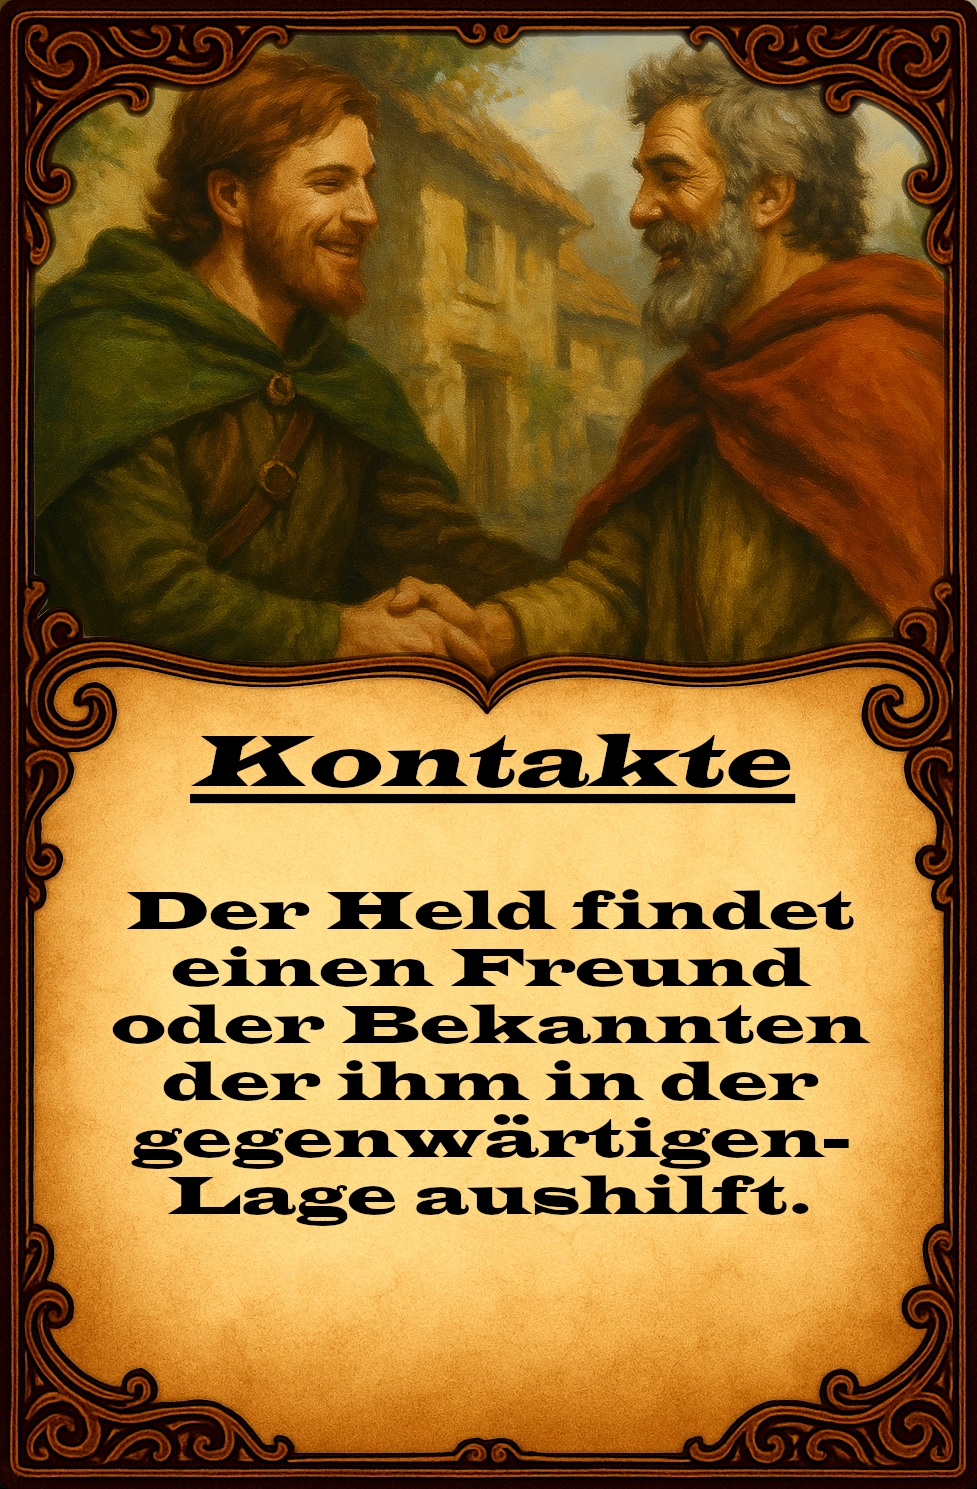 Kontakte
Der Held findet
einen Freund
oder Bekannten
der ihm in der
gegenwärtigen-
Lage aushilft.